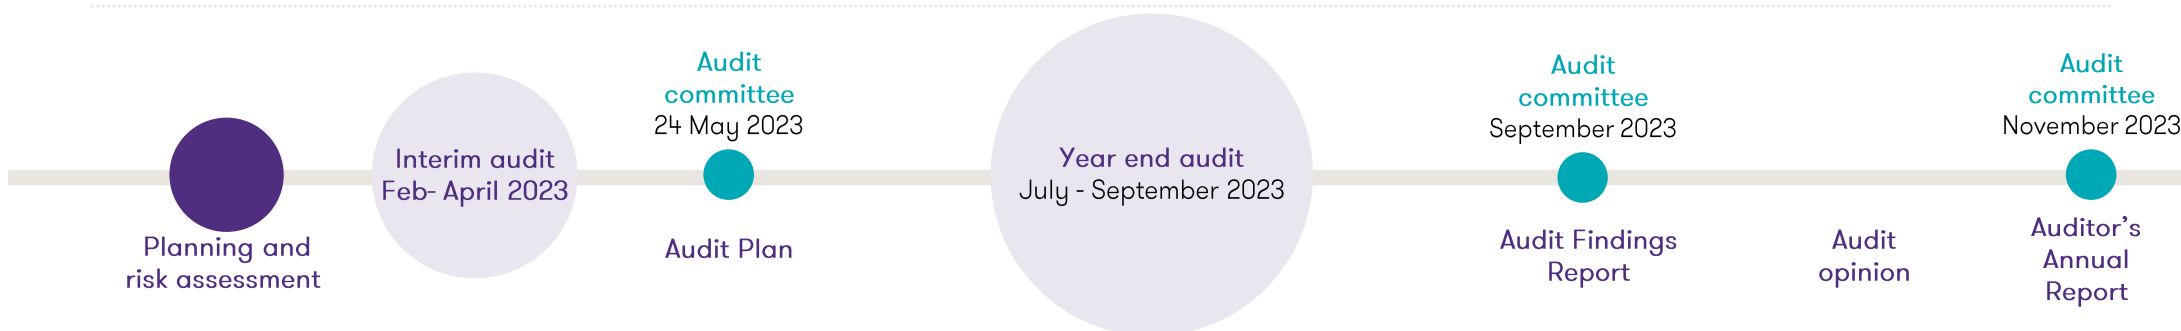 Planning and
risk assessment
Interim audit
Feb- April 2023
Audit
committee
24 May 2023
Audit Plan
Year end audit
July - September 2023
Audit
committee
September 2023
Audit Findings
Report
Audit
opinion
Audit
committee
November 2023
Auditor’s
Annual
Report